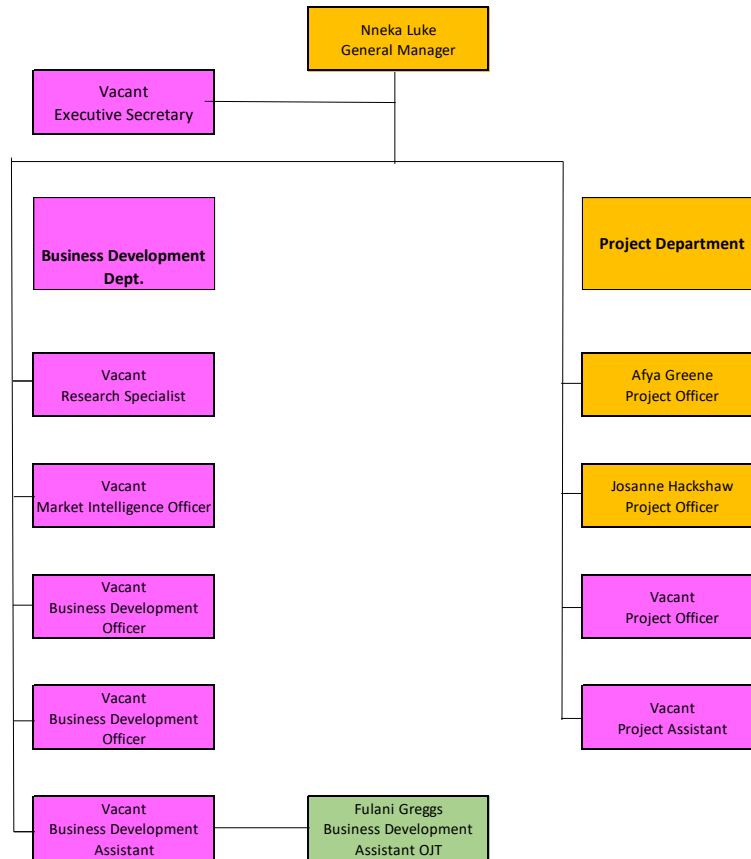 Nneka Luke
General Manager
Vacant
Executive Secretary
Business Development
Dept.
Project Department
Vacant
Research Specialist
Afya Greene
Project Officer
Vacant
Market Intelligence Officer
Josanne Hackshaw
Project Officer
Vacant
Business Development
Officer
Vacant
Project Officer
Vacant
Business Development
Officer
Vacant
Project Assistant
Vacant
Business Development
Assistant
Fulani Greggs
Business Development
Assistant OJT